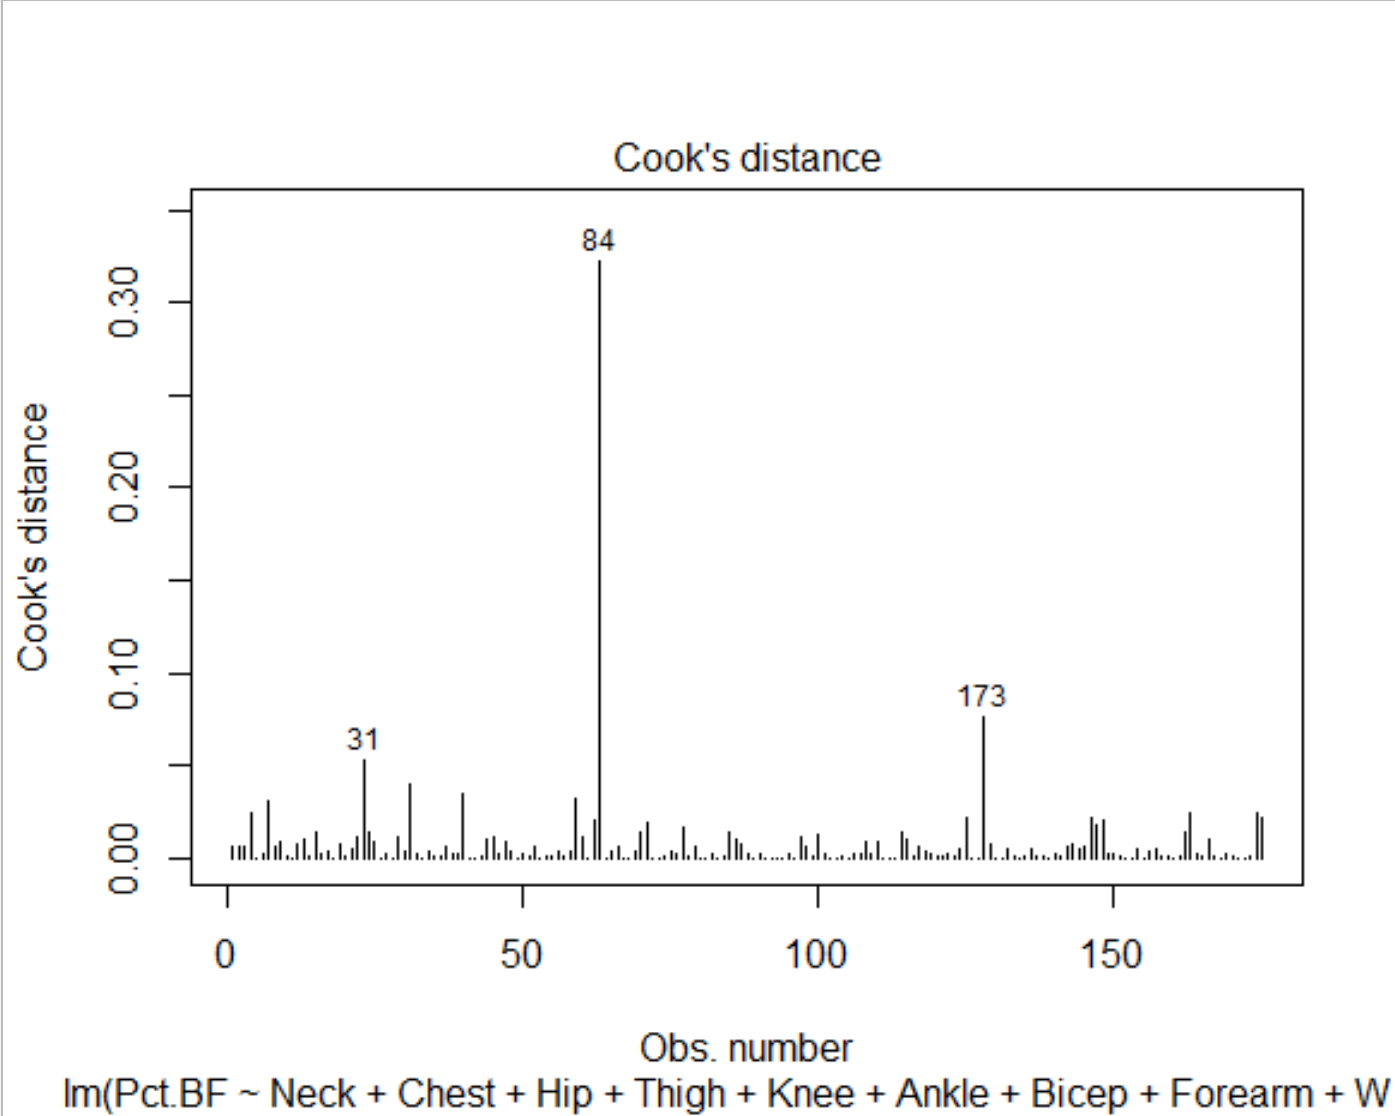 Cook's distance
Cook's distance
0.00
0.10
0.20
0.30
84
173
31
0
50
100
150
Obs. number
lm(Pct.BF ~ Neck + Chest + Hip + Thigh + Knee + Ankle + Bicep + Forearm + W